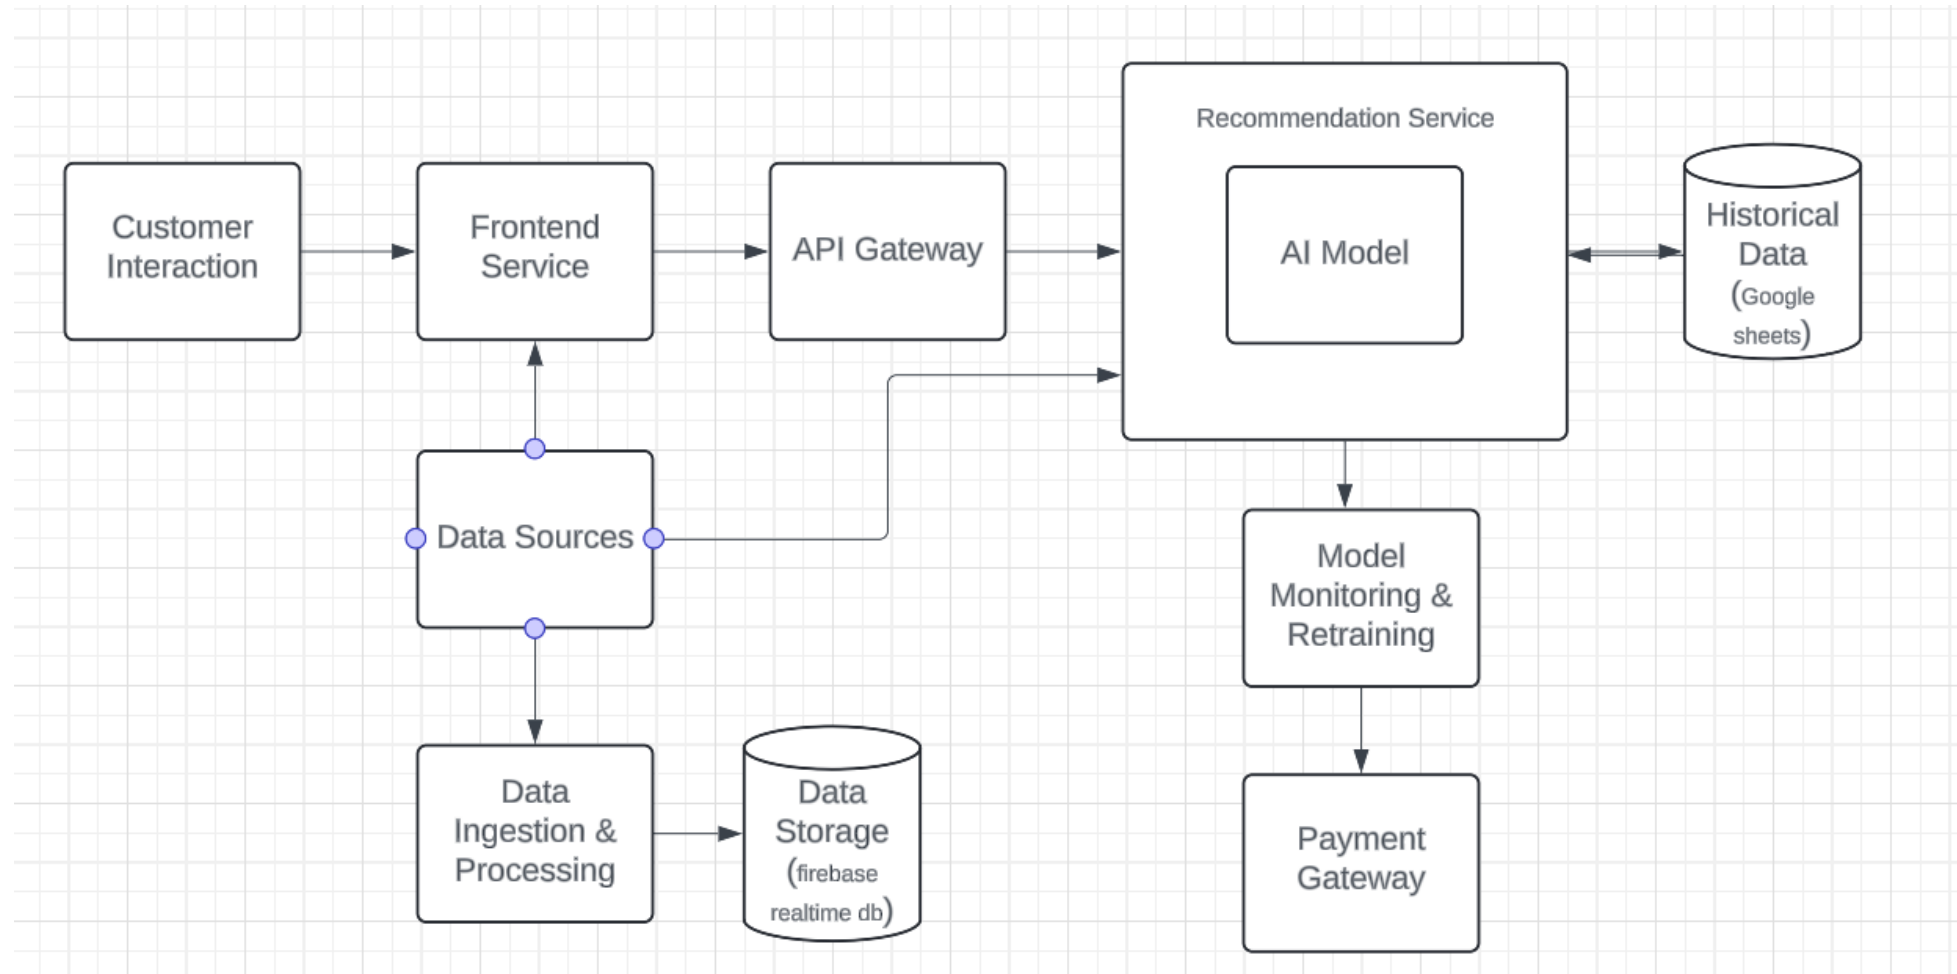 Customer
Interaction
Frontend
Service
API Gateway
Recommendation Service
AI Model
Historical
Data
(Google
sheets)
Data Sources
Model
Monitoring &
Retraining
Data
Ingestion &
Processing
Data
Storage
(firebase
realtime db)
Payment
Gateway